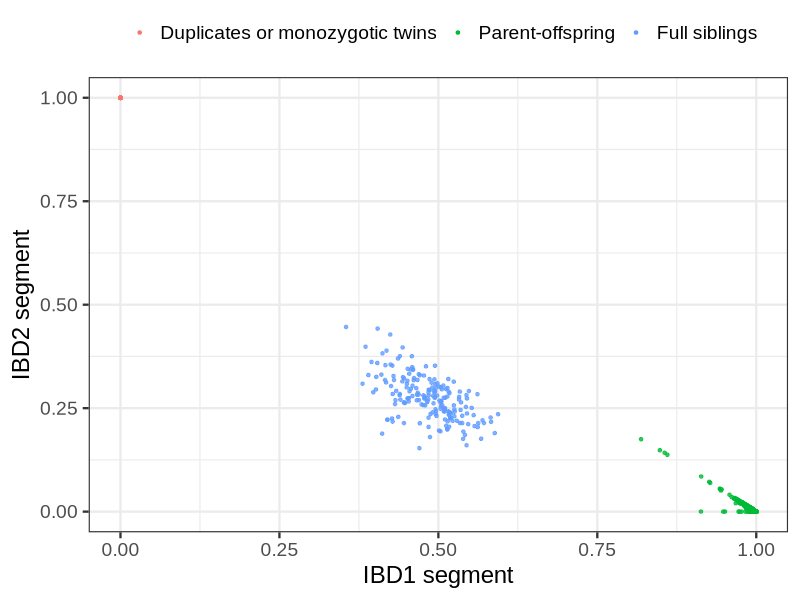 Duplicates or monozygotic twins Parent-offspring Full siblings
1.00
0.75
0.50
0.25
0.00
IBD2 segment
0.00 0.25 0.50 0.75 1.00
IBD1 segment